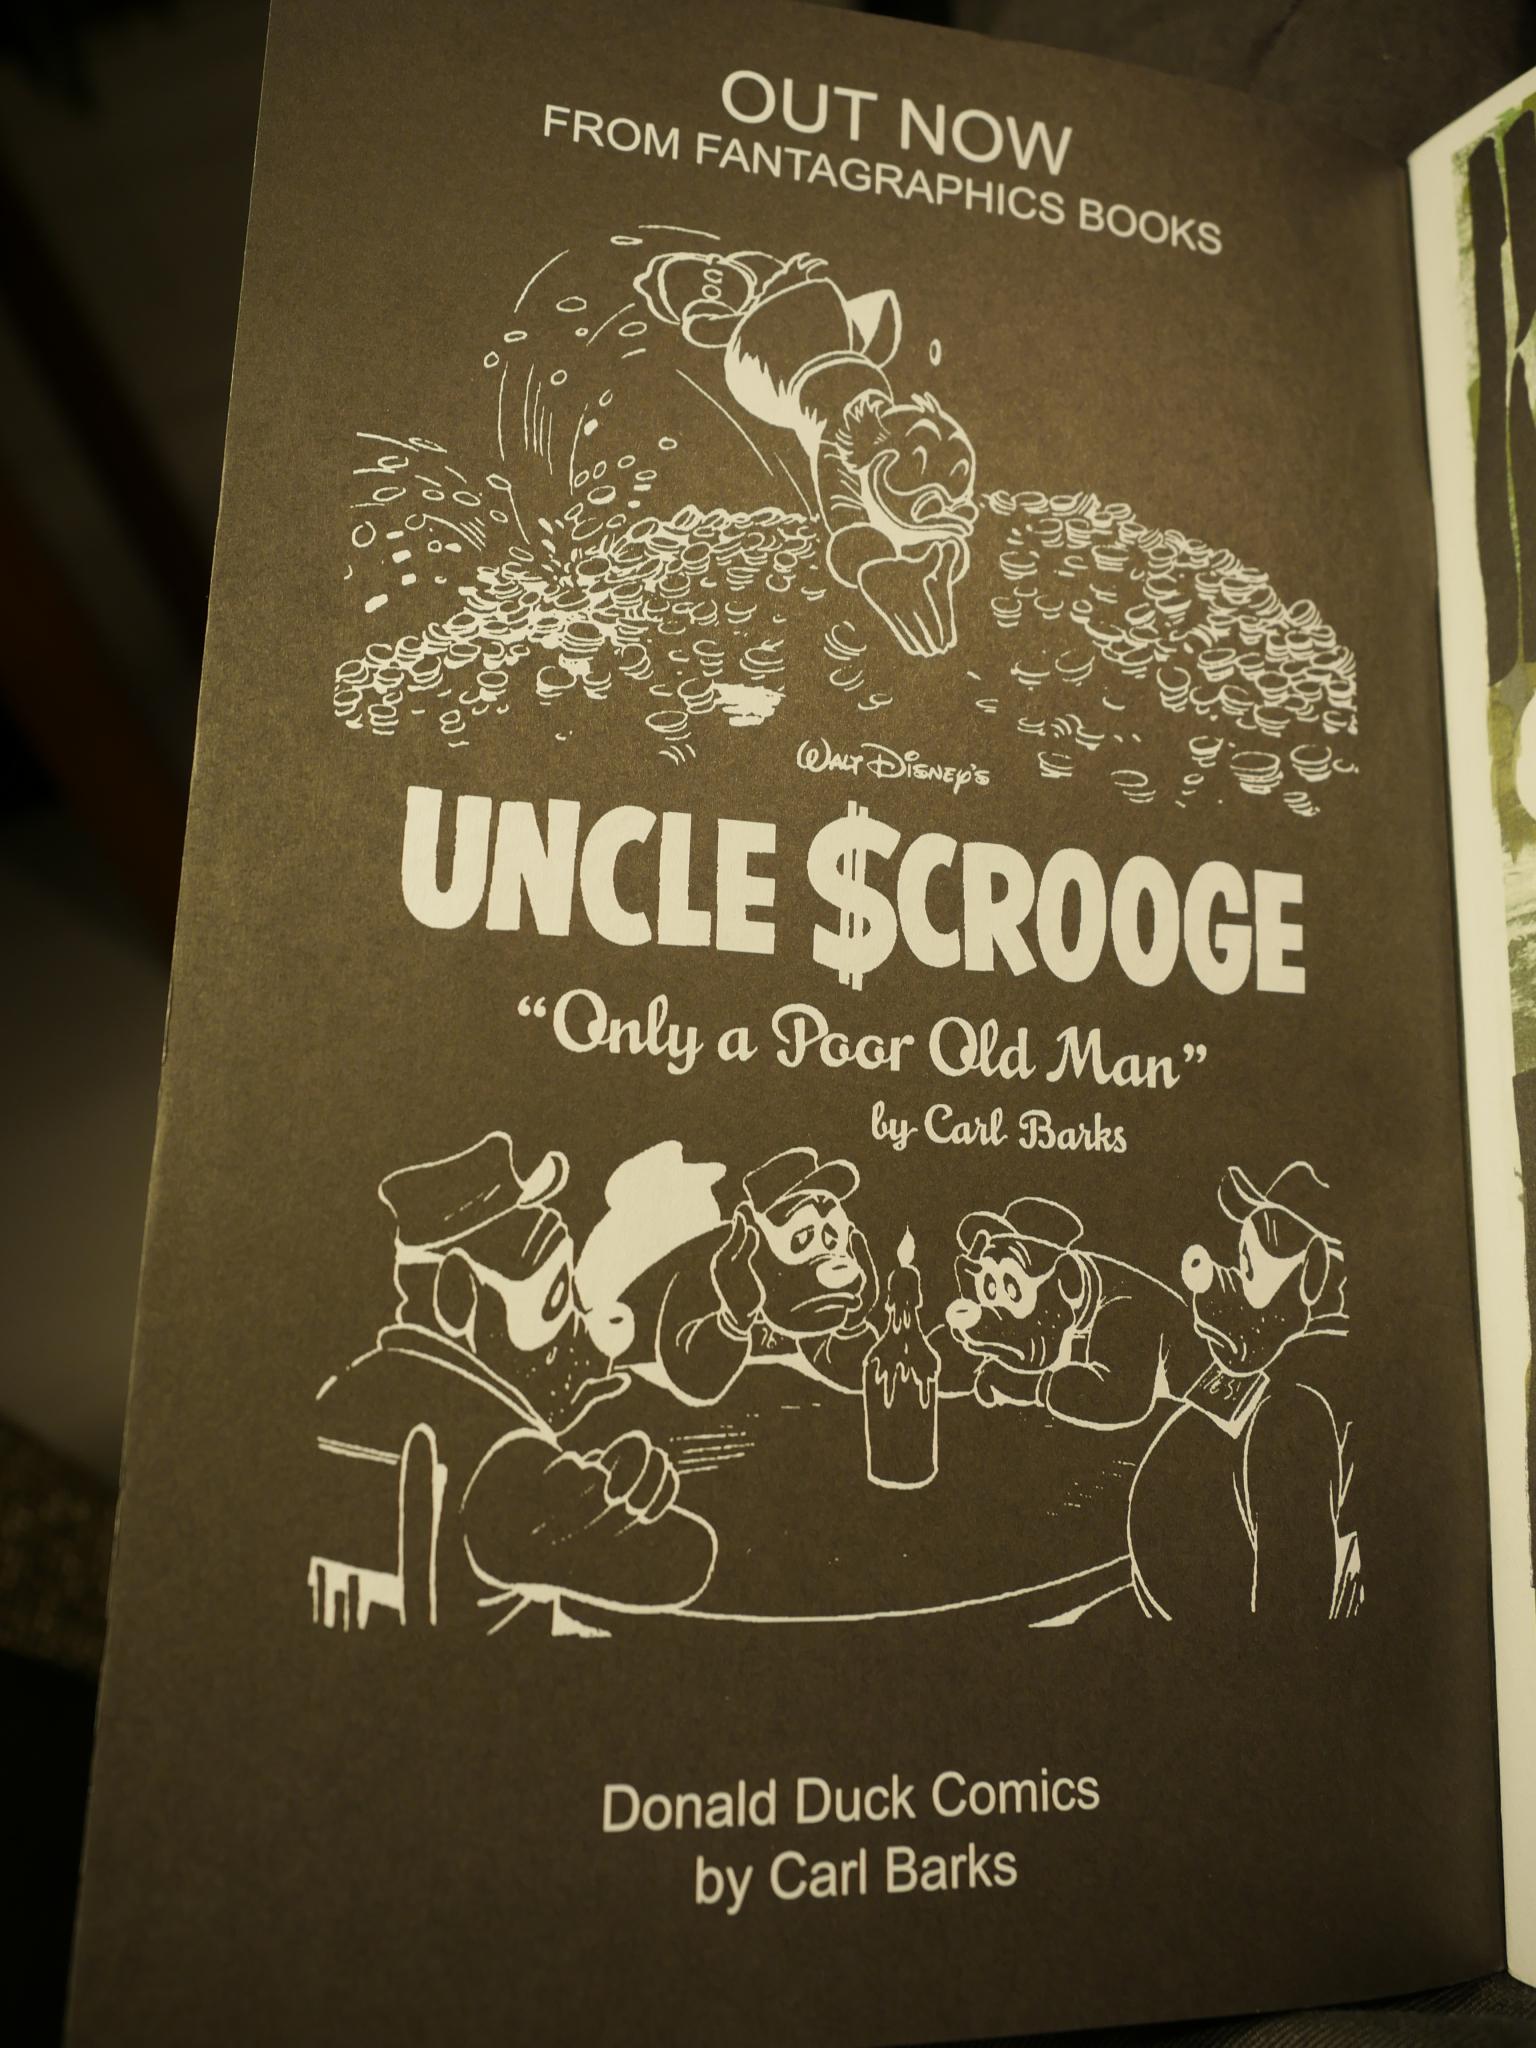 OUT NOW
FROM FANTAGRAPHICS BOOKS
WALT DISNEY'S
UNCLE $CROOGE
“Only a Poor Old Man”
by Carl Barks
Donald Duck Comics
by Carl Barks